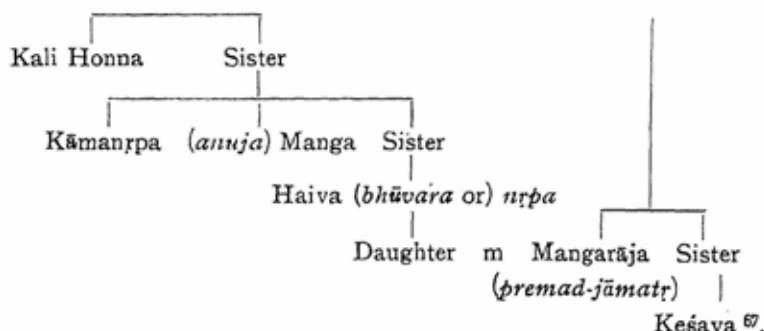 Kali Honna Sister
Kāmanṛpa (anuja) Manga Sister
Haiva (bhūvara or) nṛpa
Daughter m Mangarāja Sister
(premad-jāmatṛ)
Keśava 67.